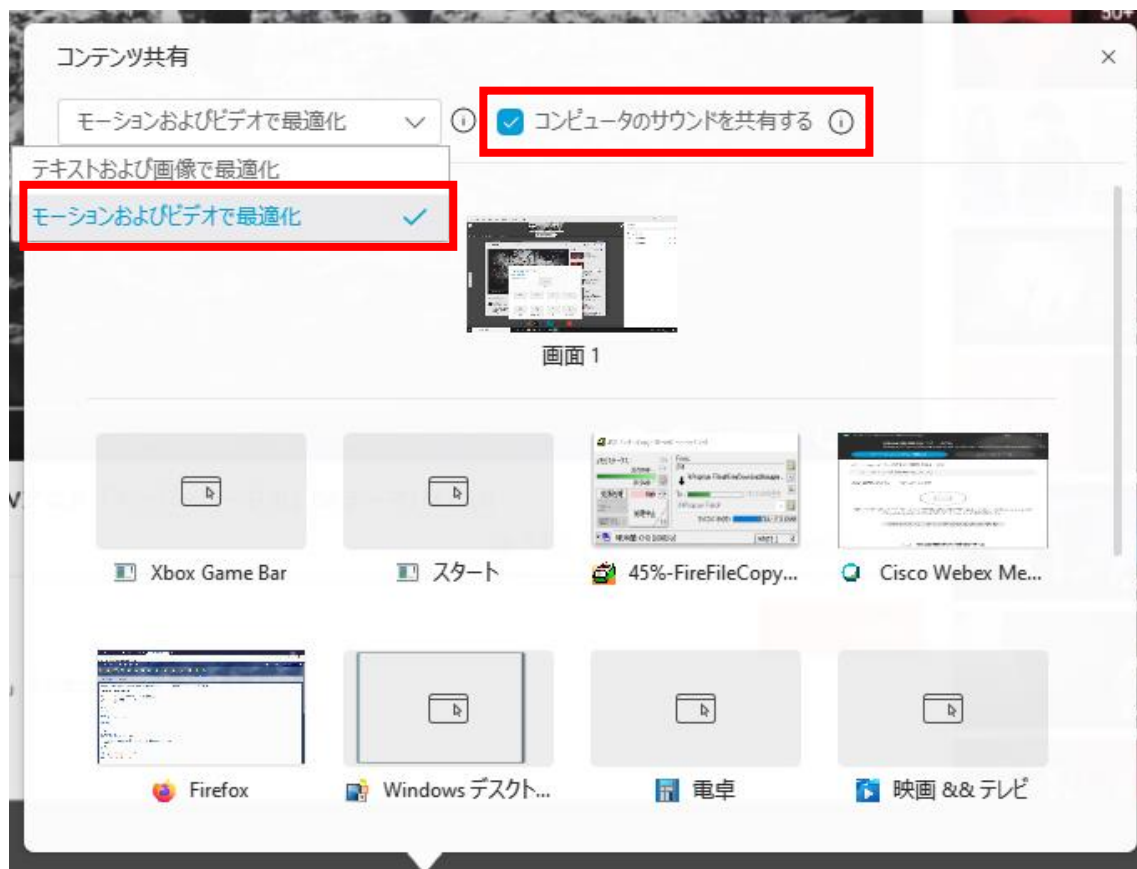 50+
コンテンツ共有
モーションおよびビデオで最適化
コンピュータのサウンドを共有する
テキストおよび画像で最適化
モーションおよびビデオで最適化
画面 1
Xbox Game Bar
スタート
45%-FireFileCopy...
Cisco Webex Me...
Firefox
Windows デスクト...
電卓
映画 && テレビ